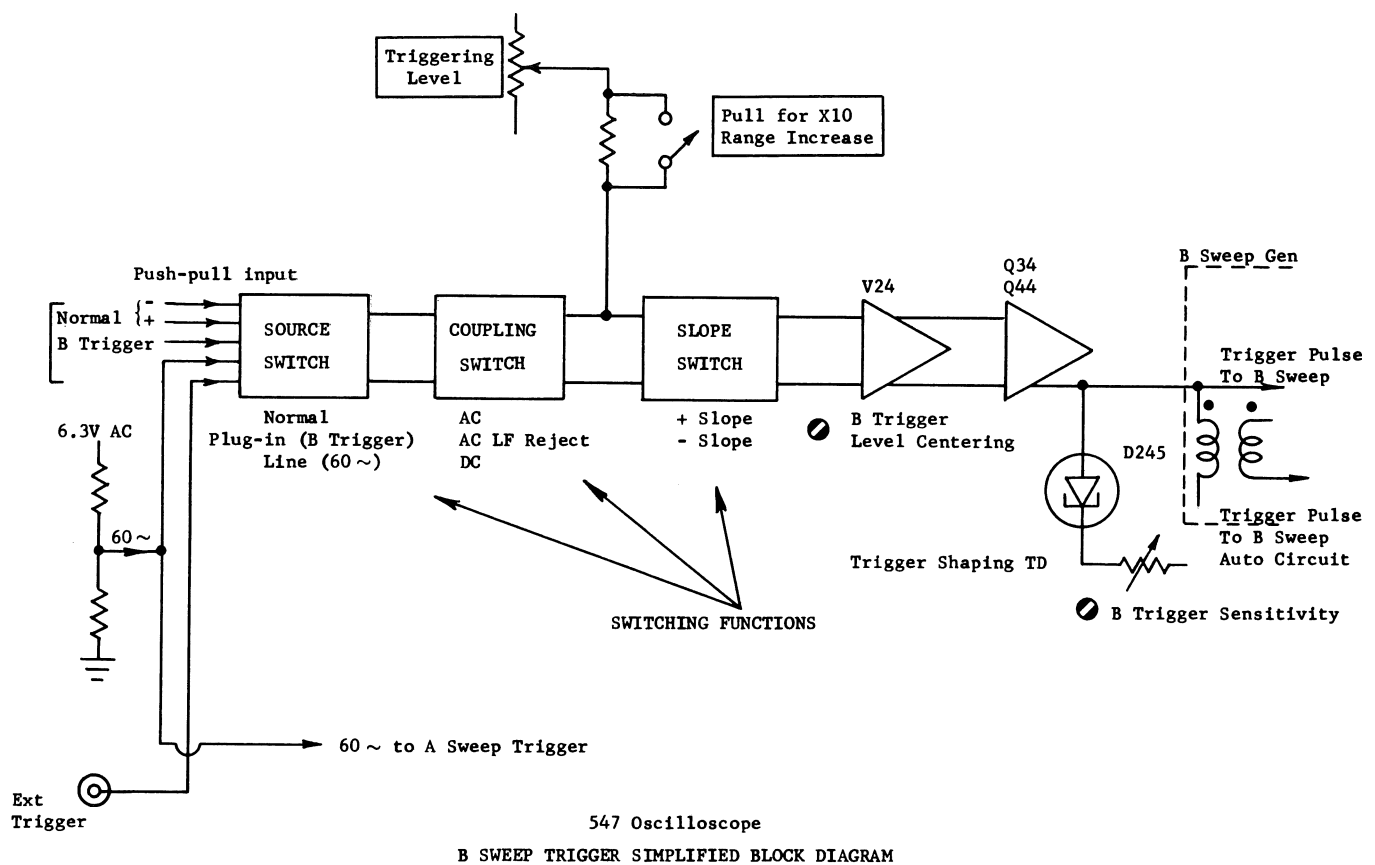 Triggering
Level
Pull for X10
Range Increase
Push-pull input
Normal { -
+
B Trigger
SOURCE
SWITCH
COUPLING
SWITCH
SLOPE
SWITCH
V24
Q34
Q44
B Sweep Gen
Trigger Pulse
To B Sweep
Normal
Plug-in (B Trigger)
Line (60~)
AC
AC LF Reject
DC
+ Slope
- Slope
B Trigger
Level Centering
D245
6.3V AC
60~
Trigger Shaping TD
Trigger Pulse
To B Sweep
Auto Circuit
B Trigger Sensitivity
SWITCHING FUNCTIONS
60~ to A Sweep Trigger
Ext
Trigger
547 Oscilloscope
B SWEEP TRIGGER SIMPLIFIED BLOCK DIAGRAM